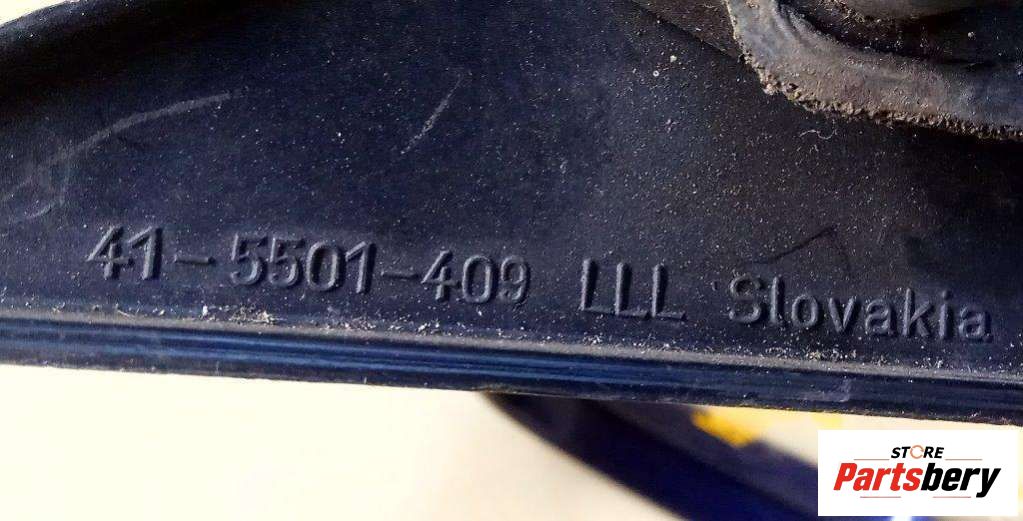 41-5501-409 LLL Slovakia
STORE
Partsbery